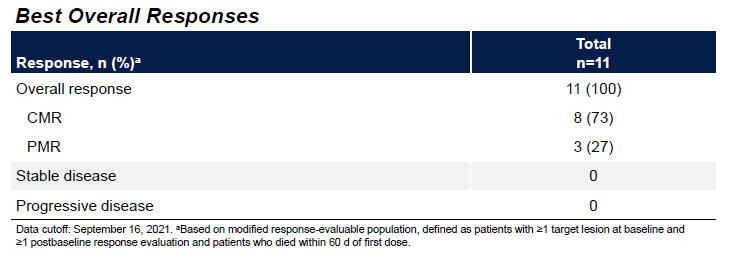 Best Overall Responses
Total
Response, n (%)ᵃ n=11
Overall response 11 (100)
CMR 8 (73)
PMR 3 (27)
Stable disease 0
Progressive disease 0
Data cutoff: September 16, 2021. ᵃBased on modified response-evaluable population, defined as patients with ≥1 target lesion at baseline and
≥1 postbaseline response evaluation and patients who died within 60 d of first dose.